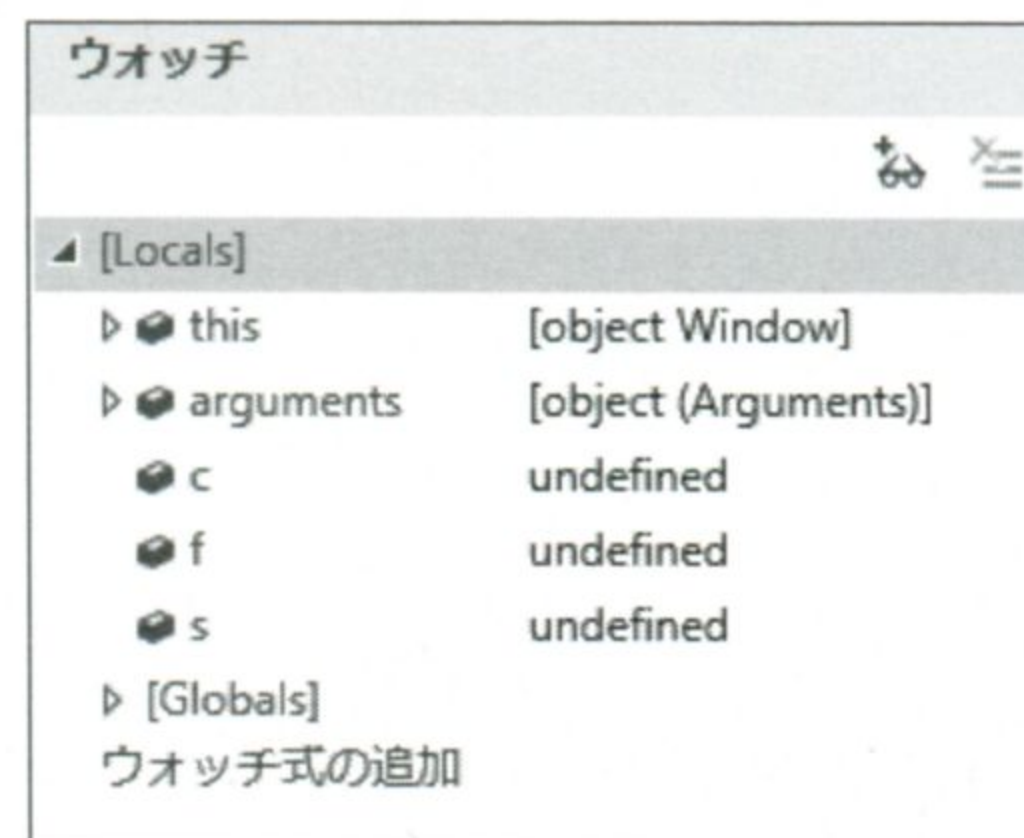 ウォッチ
[Locals]
this [object Window]
arguments [object (Arguments)]
c undefined
f undefined
s undefined
[Globals]
ウォッチ式の追加